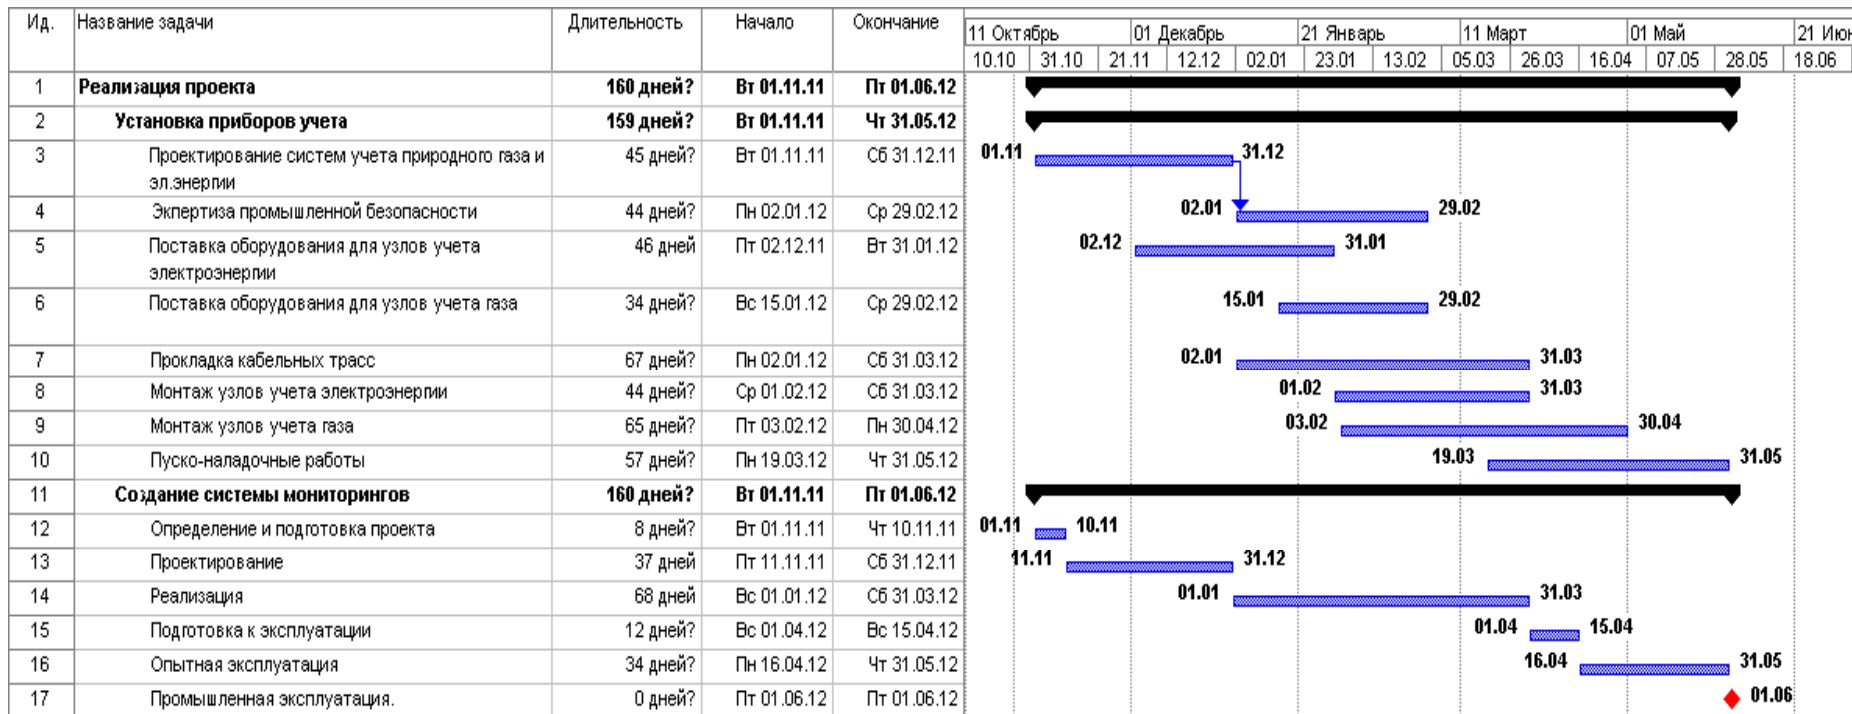 Ид. Название задачи Длительность Начало Окончание
11 Октябрь 01 Декабрь 21 Январь 11 Март 01 Май 21 Июн
10.10 31.10 21.11 12.12 02.01 23.01 13.02 05.03 26.03 16.04 07.05 28.05 18.06
1 Реализация проекта 160 дней? Вт 01.11.11 Пт 01.06.12
2 Установка приборов учета 159 дней? Вт 01.11.11 Чт 31.05.12
3 Проектирование систем учета природного газа и 45 дней? Вт 01.11.11 Сб 31.12.11 01.11 31.12
эл.энергии
4 Экпертиза промышленной безопасности 44 дней? Пн 02.01.12 Ср 29.02.12 02.01 29.02
5 Поставка оборудования для узлов учета 46 дней Пт 02.12.11 Вт 31.01.12 02.12 31.01
электроэнергии
6 Поставка оборудования для узлов учета газа 34 дней? Вс 15.01.12 Ср 29.02.12 15.01 29.02
7 Прокладка кабельных трасс 67 дней? Пн 02.01.12 Сб 31.03.12 02.01 31.03
8 Монтаж узлов учета электроэнергии 44 дней? Ср 01.02.12 Сб 31.03.12 01.02 31.03
9 Монтаж узлов учета газа 65 дней? Пт 03.02.12 Пн 30.04.12 03.02 30.04
10 Пуско-наладочные работы 57 дней? Пн 19.03.12 Чт 31.05.12 19.03 31.05
11 Создание системы мониторингов 160 дней? Вт 01.11.11 Пт 01.06.12
12 Определение и подготовка проекта 8 дней? Вт 01.11.11 Чт 10.11.11 01.11 10.11
13 Проектирование 37 дней Пт 11.11.11 Сб 31.12.11 11.11 31.12
14 Реализация 68 дней Вс 01.01.12 Сб 31.03.12 01.01 31.03
15 Подготовка к эксплуатации 12 дней? Вс 01.04.12 Вс 15.04.12 01.04 15.04
16 Опытная эксплуатация 34 дней? Пн 16.04.12 Чт 31.05.12 16.04 31.05
17 Промышленная эксплуатация. 0 дней? Пт 01.06.12 Пт 01.06.12 01.06